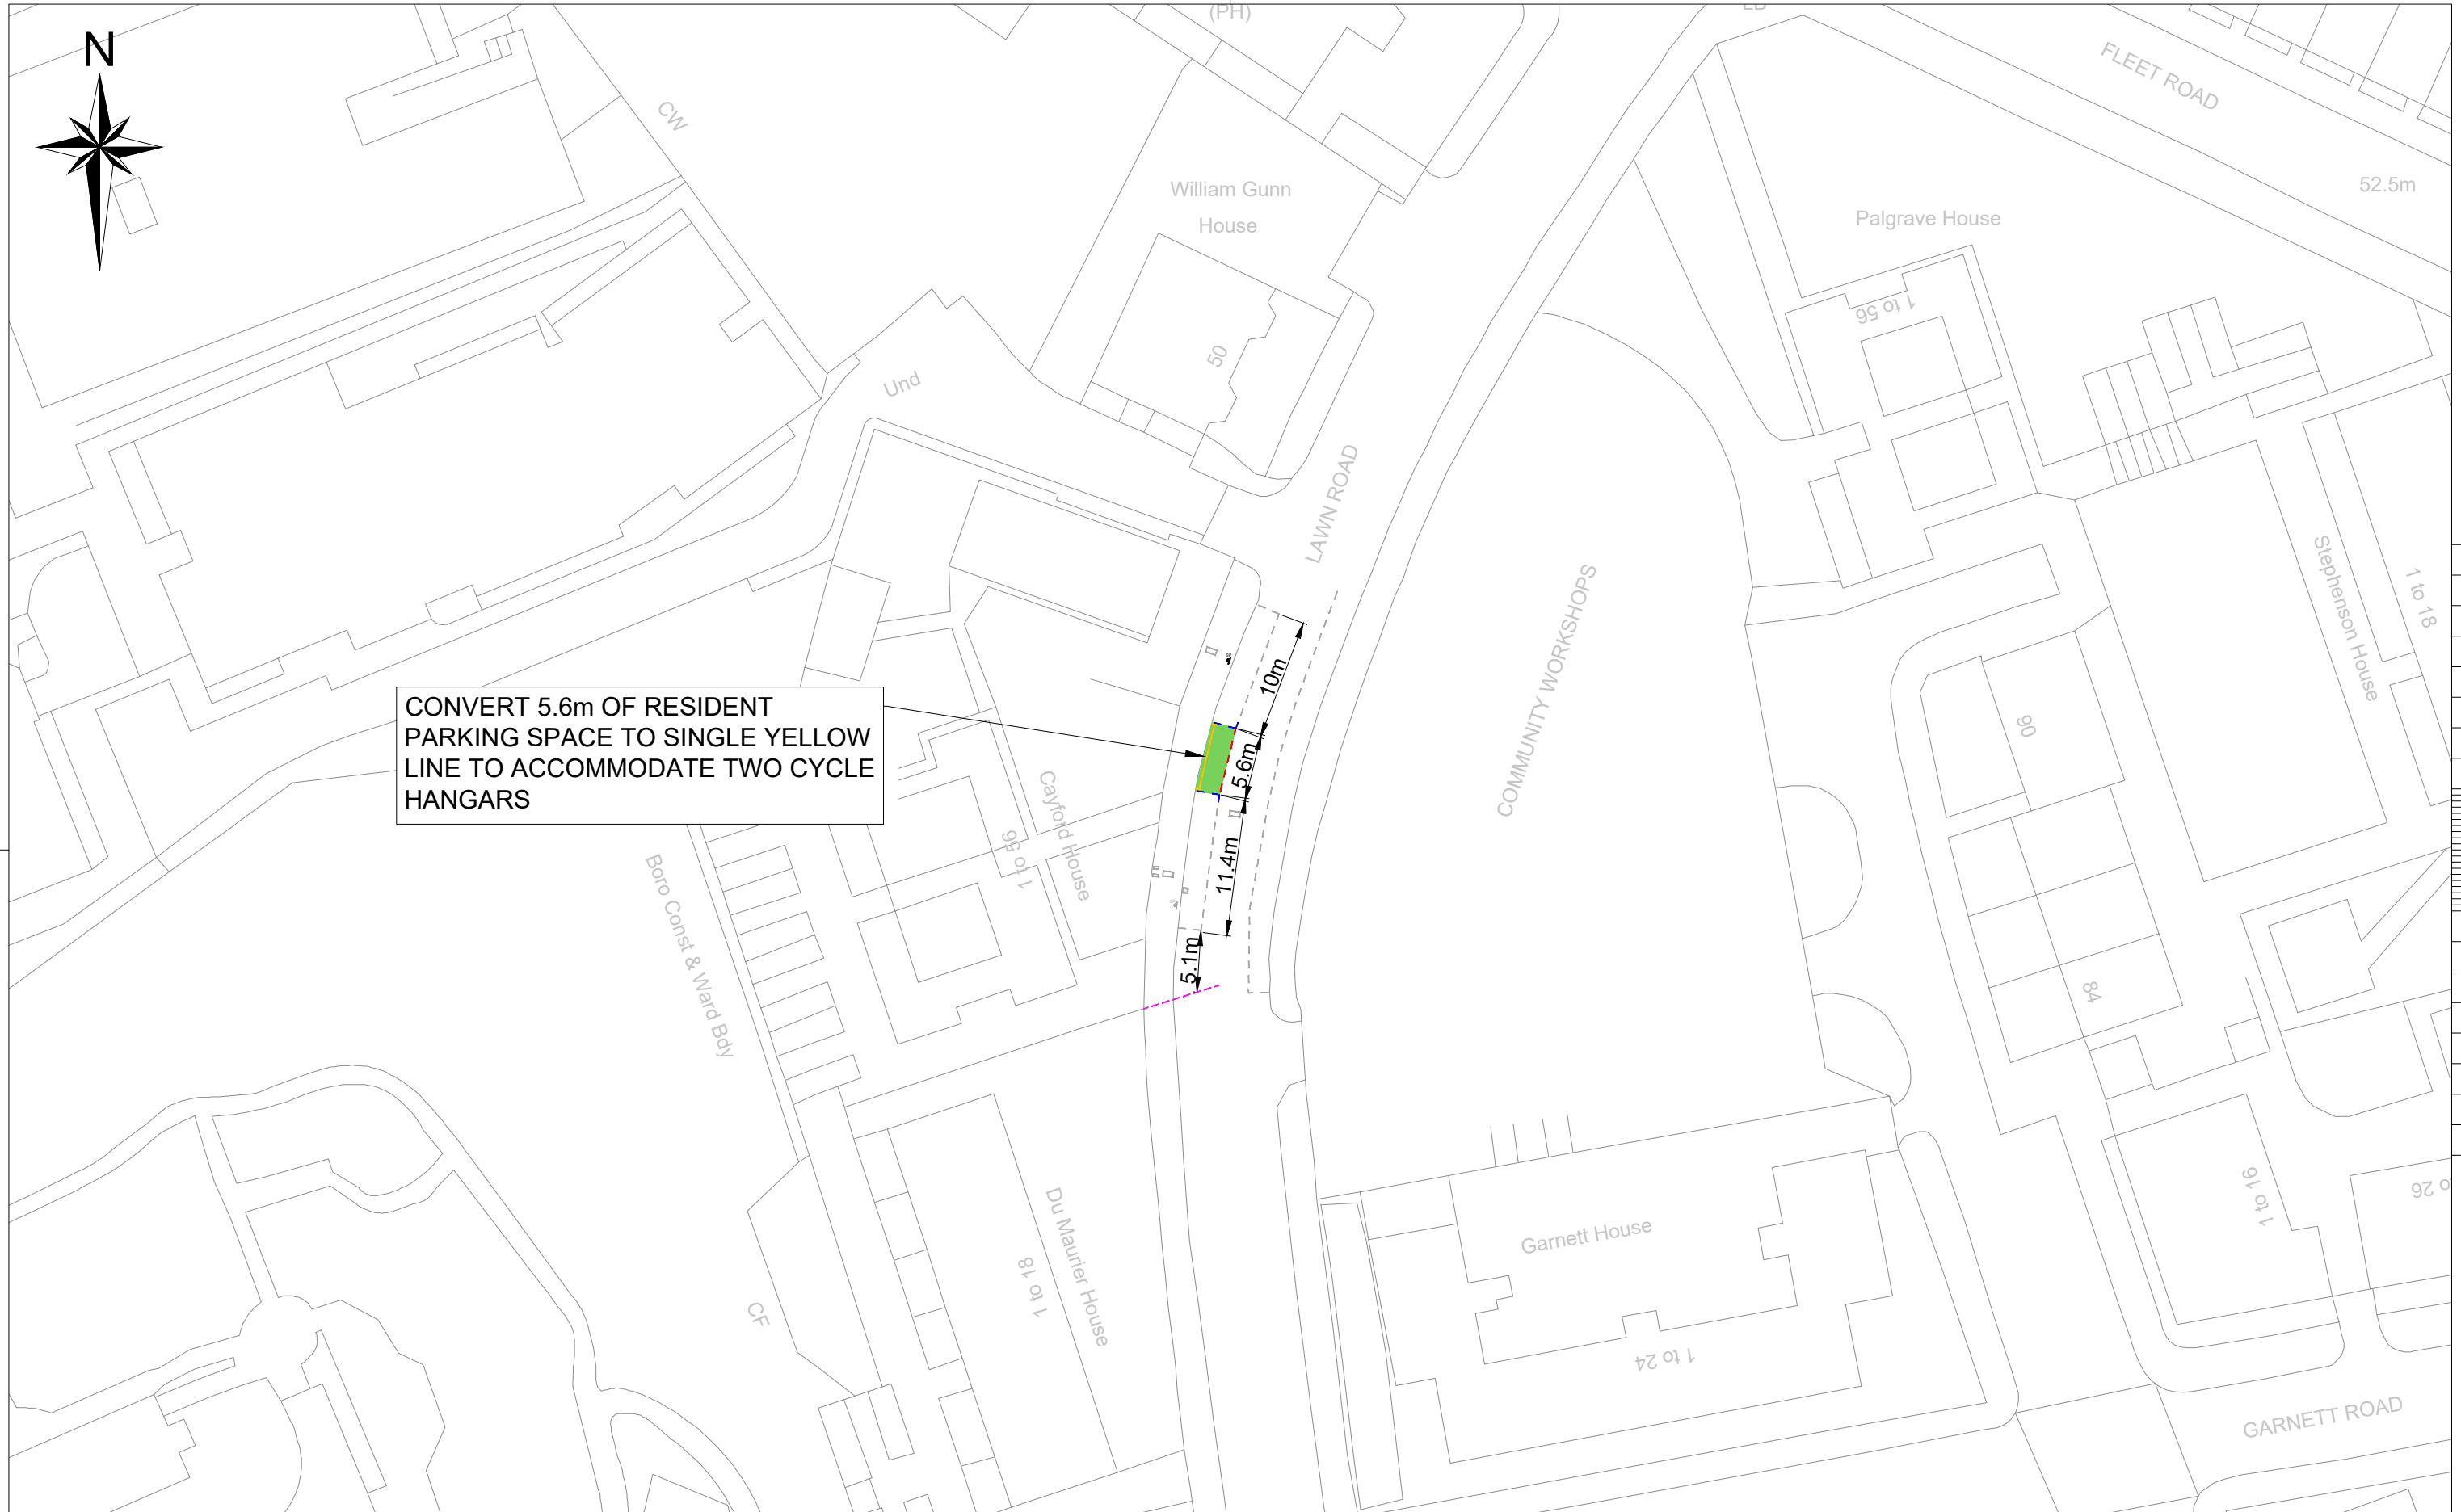 (PH)
N
FLEET ROAD
CW
William Gunn
House
52.5m
Palgrave House
1 to 56
50
Und
LAWN ROAD
COMMUNITY WORKSHOPS
Stephenson House
1 to 18
10m
CONVERT 5.6m OF RESIDENT
PARKING SPACE TO SINGLE YELLOW
LINE TO ACCOMMODATE TWO CYCLE
HANGARS
5.6m
90
Cayford House
1 to 56
11.4m
Boro Const & Ward Bdy
5.1m
84
Du Maurier House
1 to 18
Garnett House
1 to 16
o 26
CF
1 to 24
GARNETT ROAD